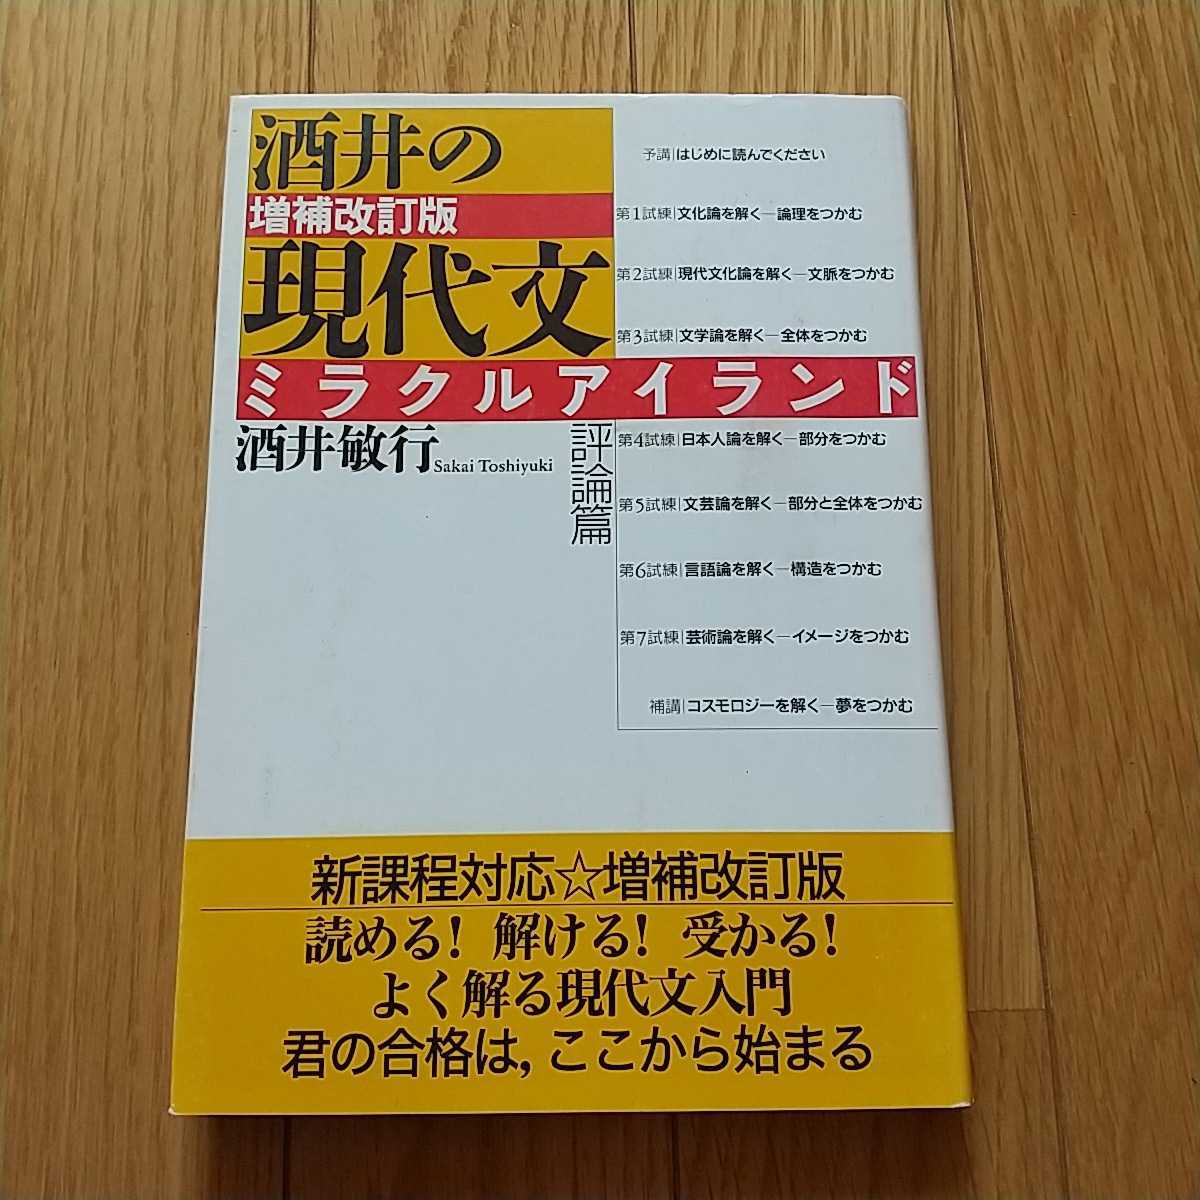 酒井の
増補改訂版
現代文
ミラクルアイランド
評論篇
酒井敏行 Sakai Toshiyuki
予講|はじめに読んでください
第1試練|文化論を解く―論理をつかむ
第2試練|現代文化論を解く―文脈をつかむ
第3試練|文学論を解く―全体をつかむ
第4試練|日本人論を解く―部分をつかむ
第5試練|文芸論を解く―部分と全体をつかむ
第6試練|言語論を解く―構造をつかむ
第7試練|芸術論を解く―イメージをつかむ
補講|コスモロジーを解く―夢をつかむ
新課程対応☆増補改訂版
読める! 解ける! 受かる!
よく解る現代文入門
君の合格は,ここから始まる